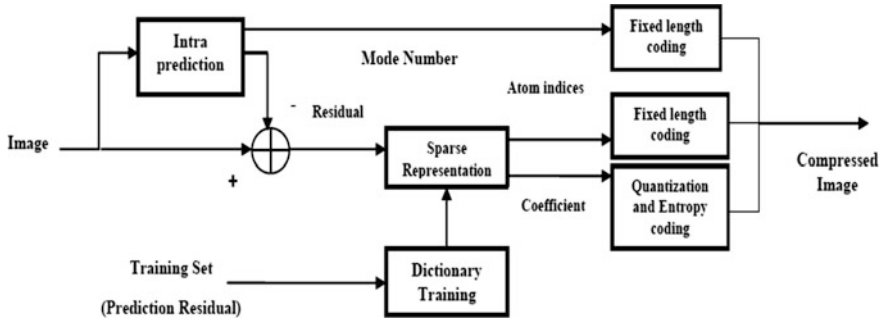 Intra
prediction
Mode Number
Fixed length
coding
Image
-
Residual
+
Sparse
Representation
Atom indices
Fixed length
coding
Coefficient
Quantization
and Entropy
coding
Compressed
Image
Training Set
(Prediction Residual)
Dictionary
Training